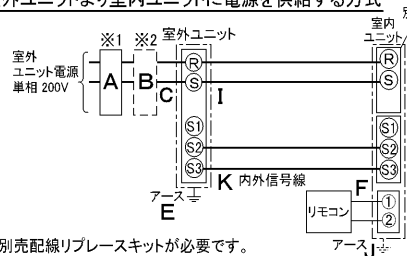 外ユニットより室内ユニットに電源を供給する方式
※1 ※2 室外ユニット
室内
ユニット
室外
ユニット電源
単相 200V
A B C
R
S
I
R
S
S1
S2
S3
S1
S2
S3
K 内外信号線
F
アース
E
リモコン
①
②
別売配線リプレースキットが必要です。
アース
J